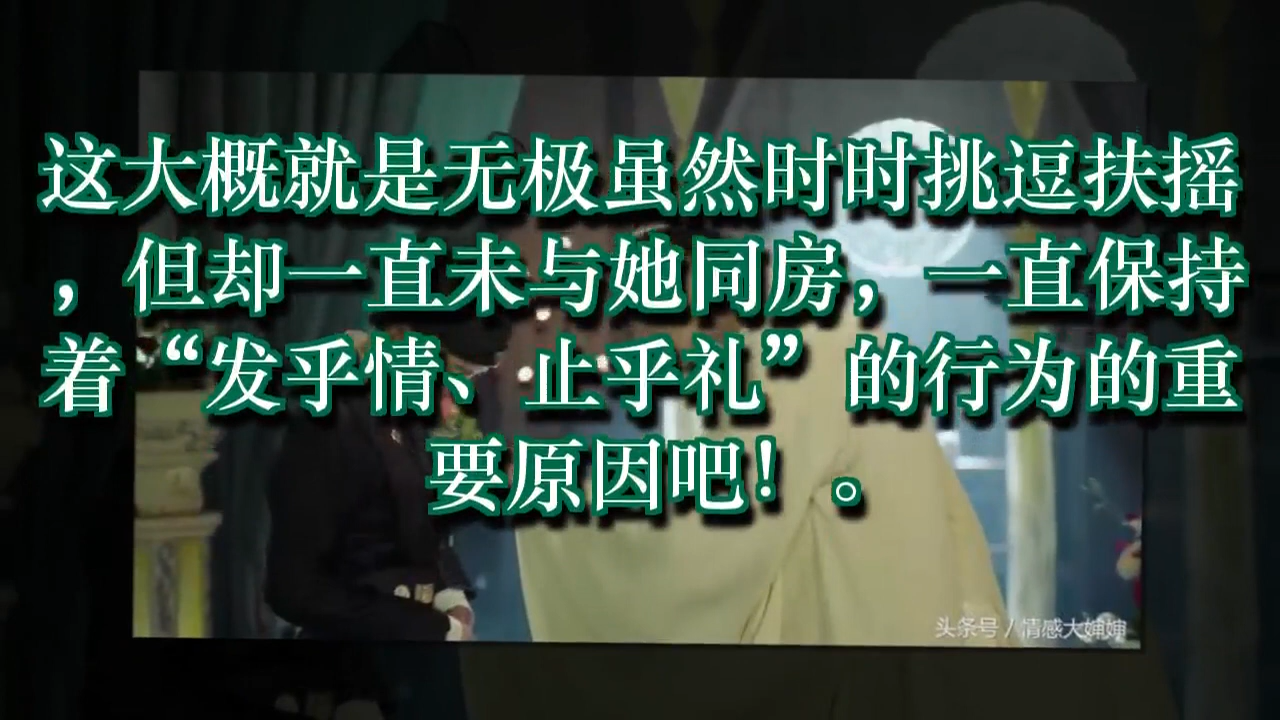 这大概就是无极虽然时时挑逗扶摇
，但却一直未与她同房，一直保持
着“发乎情、止乎礼”的行为的重
要原因吧！。
头条号 / 情感大婶婶